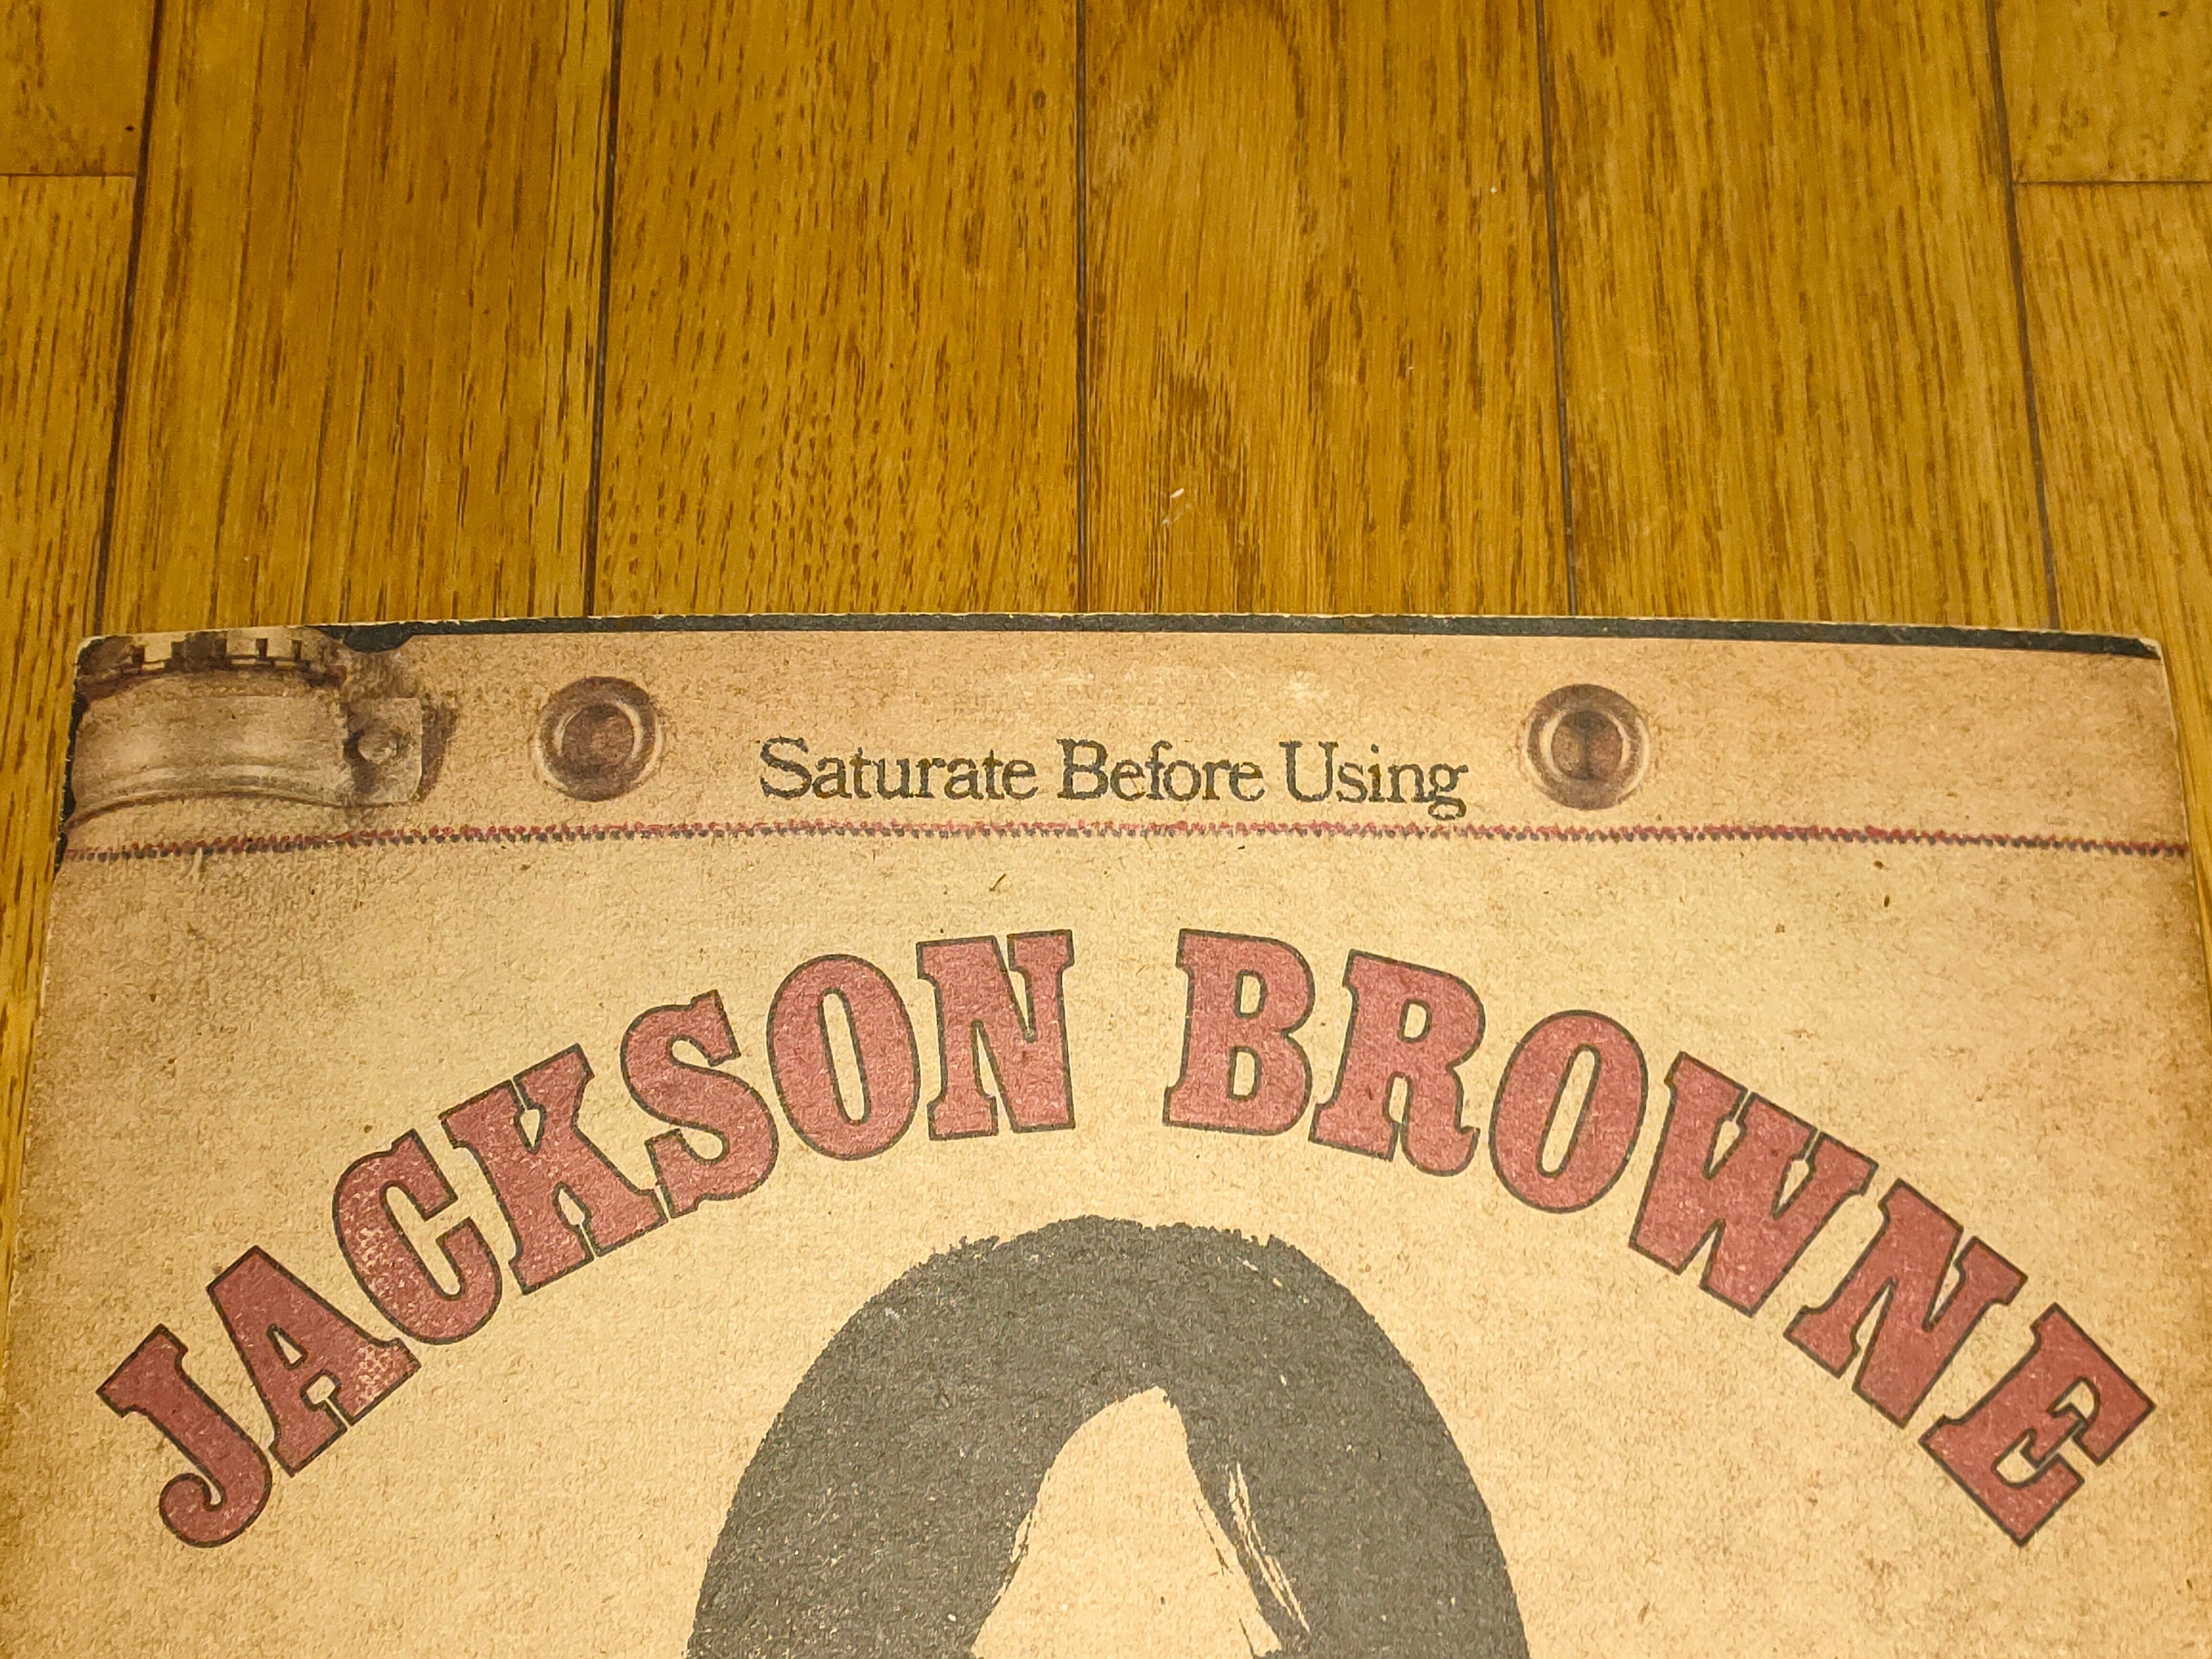 Saturate Before Using
JACKSON BROWNE